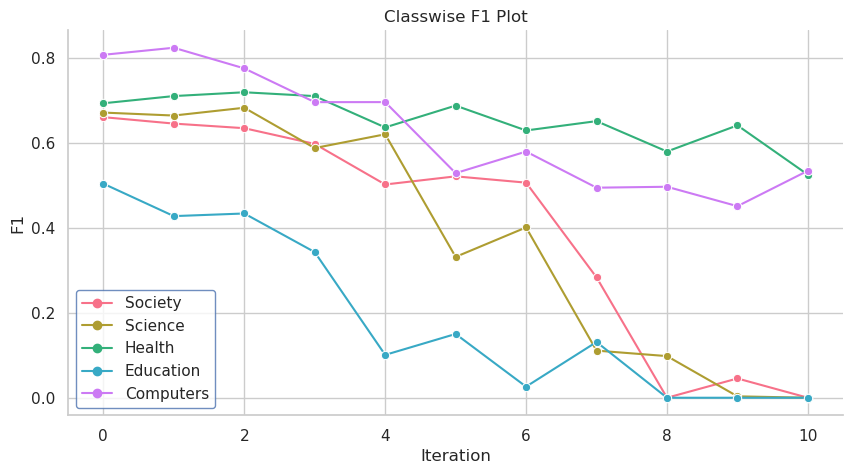 Classwise F1 Plot
F1
0.8
0.6
0.4
0.2
0.0
Society
Science
Health
Education
Computers
0 2 4 6 8 10
Iteration